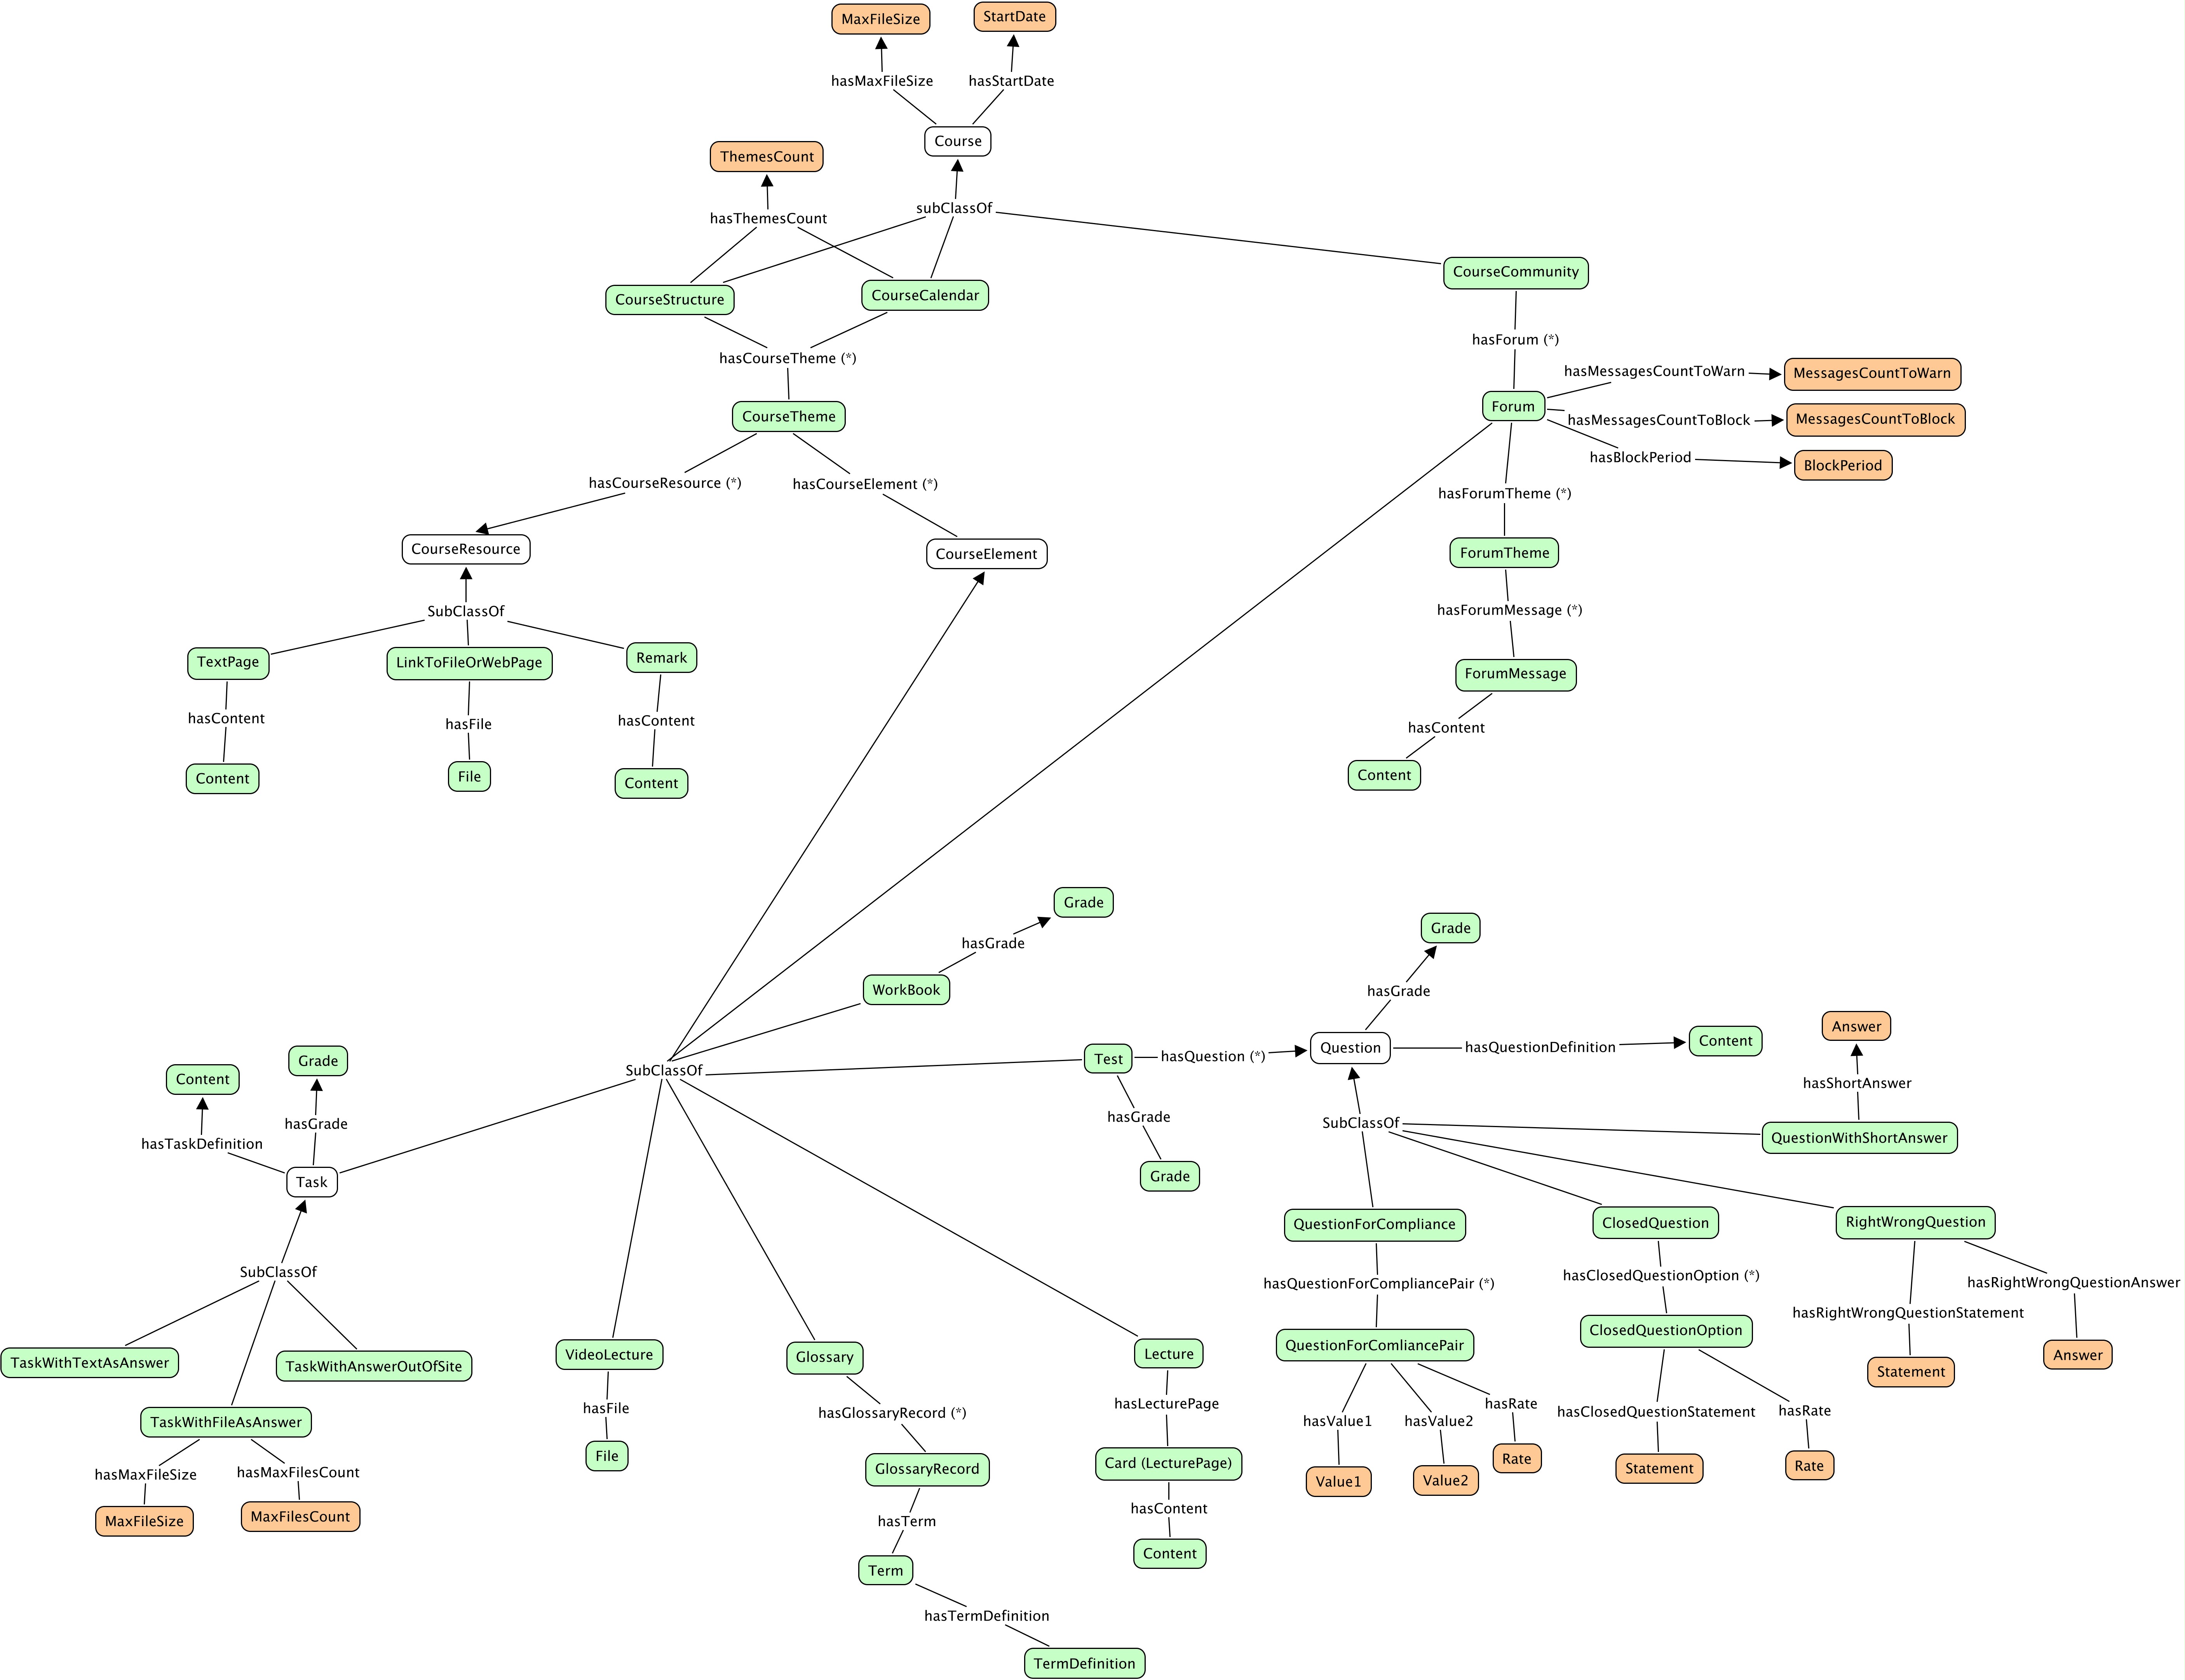 MaxFileSize
StartDate
hasMaxFileSize
hasStartDate
Course
ThemesCount
subClassOf
hasThemesCount
CourseStructure
CourseCalendar
CourseCommunity
hasCourseTheme (*)
hasForum (*)
hasMessagesCountToWarn
MessagesCountToWarn
CourseTheme
Forum
hasMessagesCountToBlock
MessagesCountToBlock
hasBlockPeriod
BlockPeriod
hasCourseResource (*)
hasCourseElement (*)
hasForumTheme (*)
CourseResource
CourseElement
ForumTheme
SubClassOf
hasForumMessage (*)
TextPage
LinkToFileOrWebPage
Remark
ForumMessage
hasContent
hasFile
hasContent
hasContent
Content
File
Content
Content
Grade
hasGrade
WorkBook
Grade
hasGrade
Answer
Content
Grade
SubClassOf
Test
hasQuestion (*)
Question
hasQuestionDefinition
Content
hasShortAnswer
hasTaskDefinition
hasGrade
hasGrade
SubClassOf
QuestionWithShortAnswer
Task
Grade
QuestionForCompliance
ClosedQuestion
RightWrongQuestion
SubClassOf
hasQuestionForCompliancePair (*)
hasClosedQuestionOption (*)
hasRightWrongQuestionAnswer
hasRightWrongQuestionStatement
TaskWithTextAsAnswer
TaskWithAnswerOutOfSite
VideoLecture
Glossary
Lecture
QuestionForComliancePair
ClosedQuestionOption
Answer
Statement
TaskWithFileAsAnswer
hasFile
hasGlossaryRecord (*)
hasLecturePage
hasValue1
hasValue2
hasRate
hasClosedQuestionStatement
hasRate
hasMaxFileSize
hasMaxFilesCount
File
GlossaryRecord
Card (LecturePage)
Value1
Value2
Rate
Statement
Rate
MaxFileSize
MaxFilesCount
hasTerm
hasContent
Term
Content
hasTermDefinition
TermDefinition